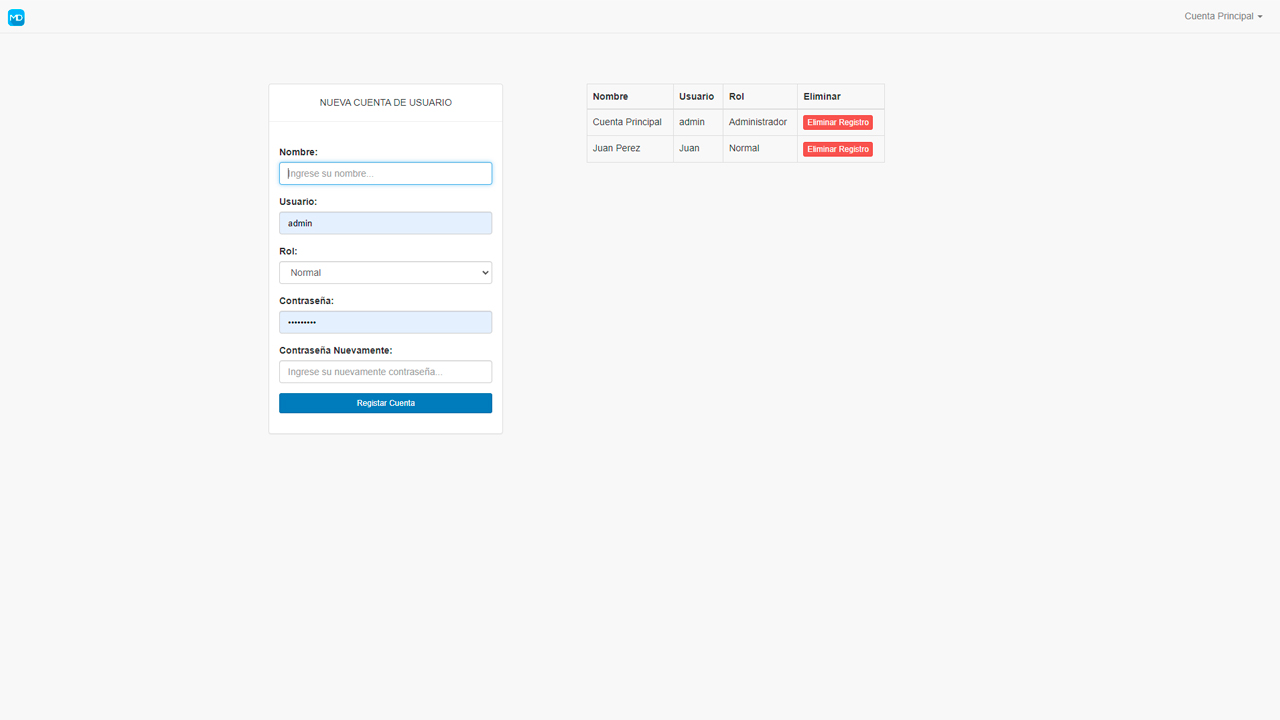 MD
Cuenta Principal
NUEVA CUENTA DE USUARIO
Nombre:
Ingrese su nombre...
Usuario:
admin
Rol:
Normal
Contraseña:
•••••••••
Contraseña Nuevamente:
Ingrese su nuevamente contraseña...
Registar Cuenta
Nombre Usuario Rol Eliminar
Cuenta Principal admin Administrador Eliminar Registro
Juan Perez Juan Normal Eliminar Registro